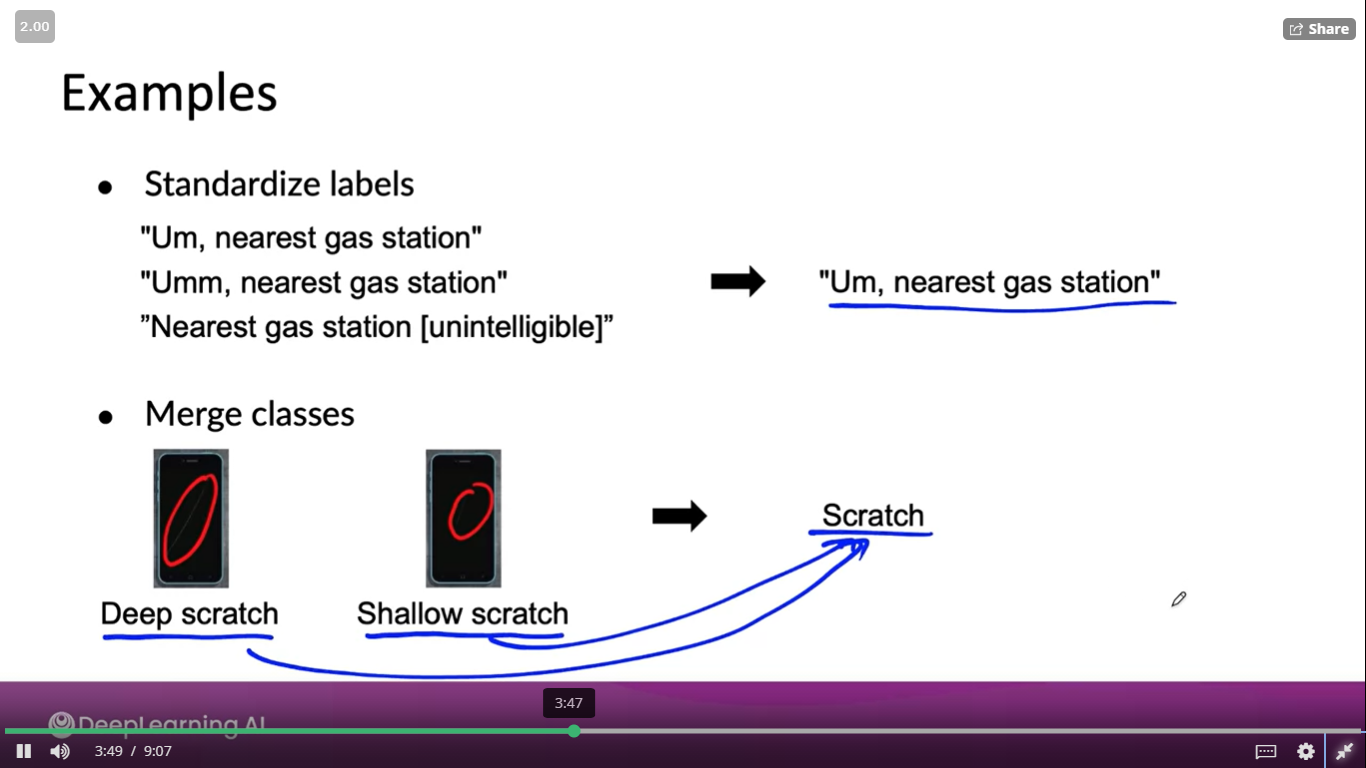 2.00
Share
Examples
● Standardize labels
"Um, nearest gas station"
"Umm, nearest gas station"
”Nearest gas station [unintelligible]”
"Um, nearest gas station"
● Merge classes
Scratch
Deep scratch
Shallow scratch
3:47
DeepLearning.AI
3:49 / 9:07